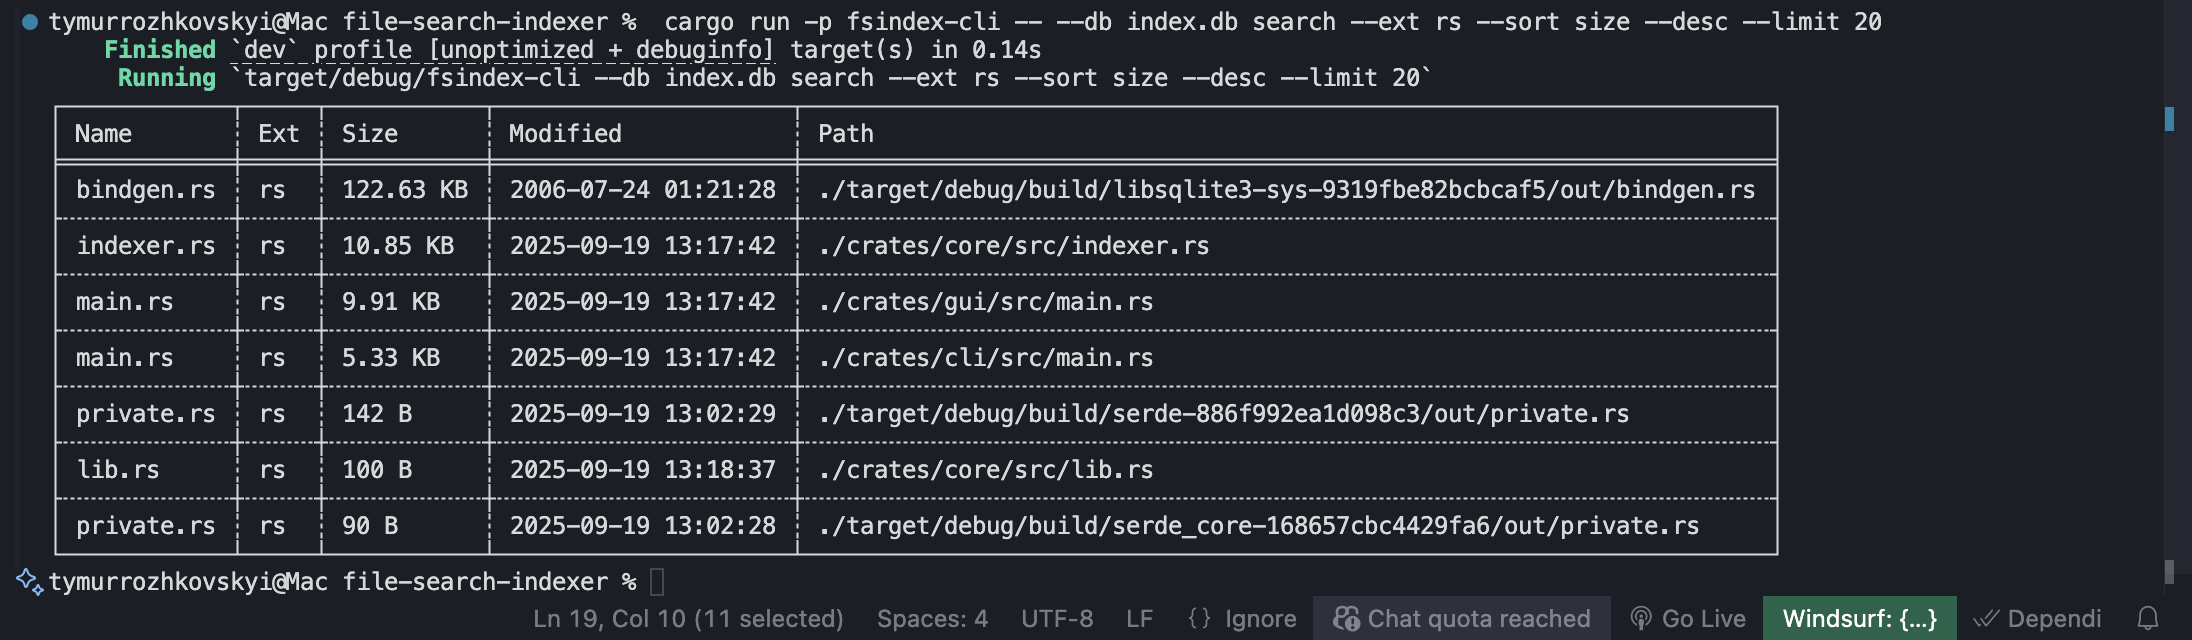 tymurrozhkovskyi@Mac file-search-indexer % cargo run -p fsindex-cli -- --db index.db search --ext rs --sort size --desc --limit 20
Finished `dev` profile [unoptimized + debuginfo] target(s) in 0.14s
Running `target/debug/fsindex-cli --db index.db search --ext rs --sort size --desc --limit 20`
Name Ext Size Modified Path
bindgen.rs rs 122.63 KB 2006-07-24 01:21:28 ./target/debug/build/libsqlite3-sys-9319fbe82bcbcaf5/out/bindgen.rs
indexer.rs rs 10.85 KB 2025-09-19 13:17:42 ./crates/core/src/indexer.rs
main.rs rs 9.91 KB 2025-09-19 13:17:42 ./crates/gui/src/main.rs
main.rs rs 5.33 KB 2025-09-19 13:17:42 ./crates/cli/src/main.rs
private.rs rs 142 B 2025-09-19 13:02:29 ./target/debug/build/serde-886f992ea1d098c3/out/private.rs
lib.rs rs 100 B 2025-09-19 13:18:37 ./crates/core/src/lib.rs
private.rs rs 90 B 2025-09-19 13:02:28 ./target/debug/build/serde_core-168657cbc4429fa6/out/private.rs
tymurrozhkovskyi@Mac file-search-indexer %
Ln 19, Col 10 (11 selected) Spaces: 4 UTF-8 LF {} Ignore Chat quota reached Go Live Windsurf: {...} Dependi